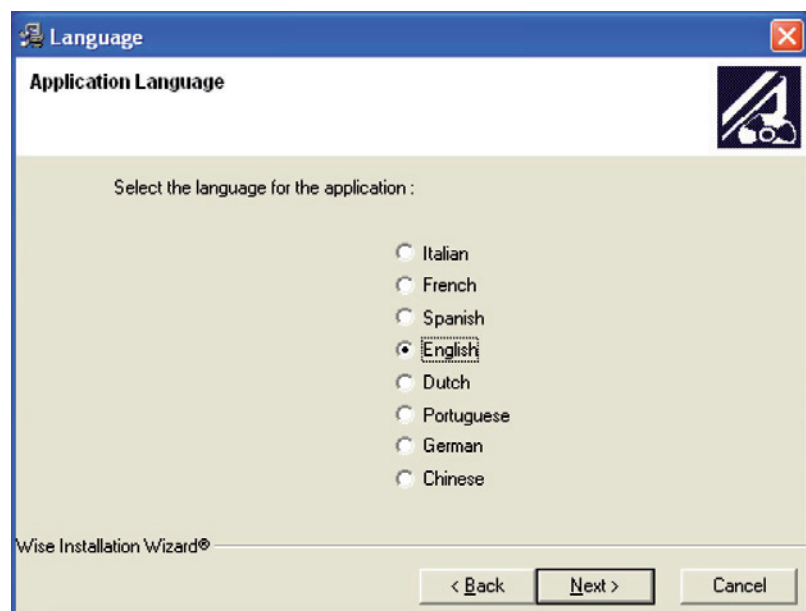 Language
Application Language
Select the language for the application :
Italian
French
Spanish
English
Dutch
Portuguese
German
Chinese
Wise Installation Wizard®
< Back
Next >
Cancel